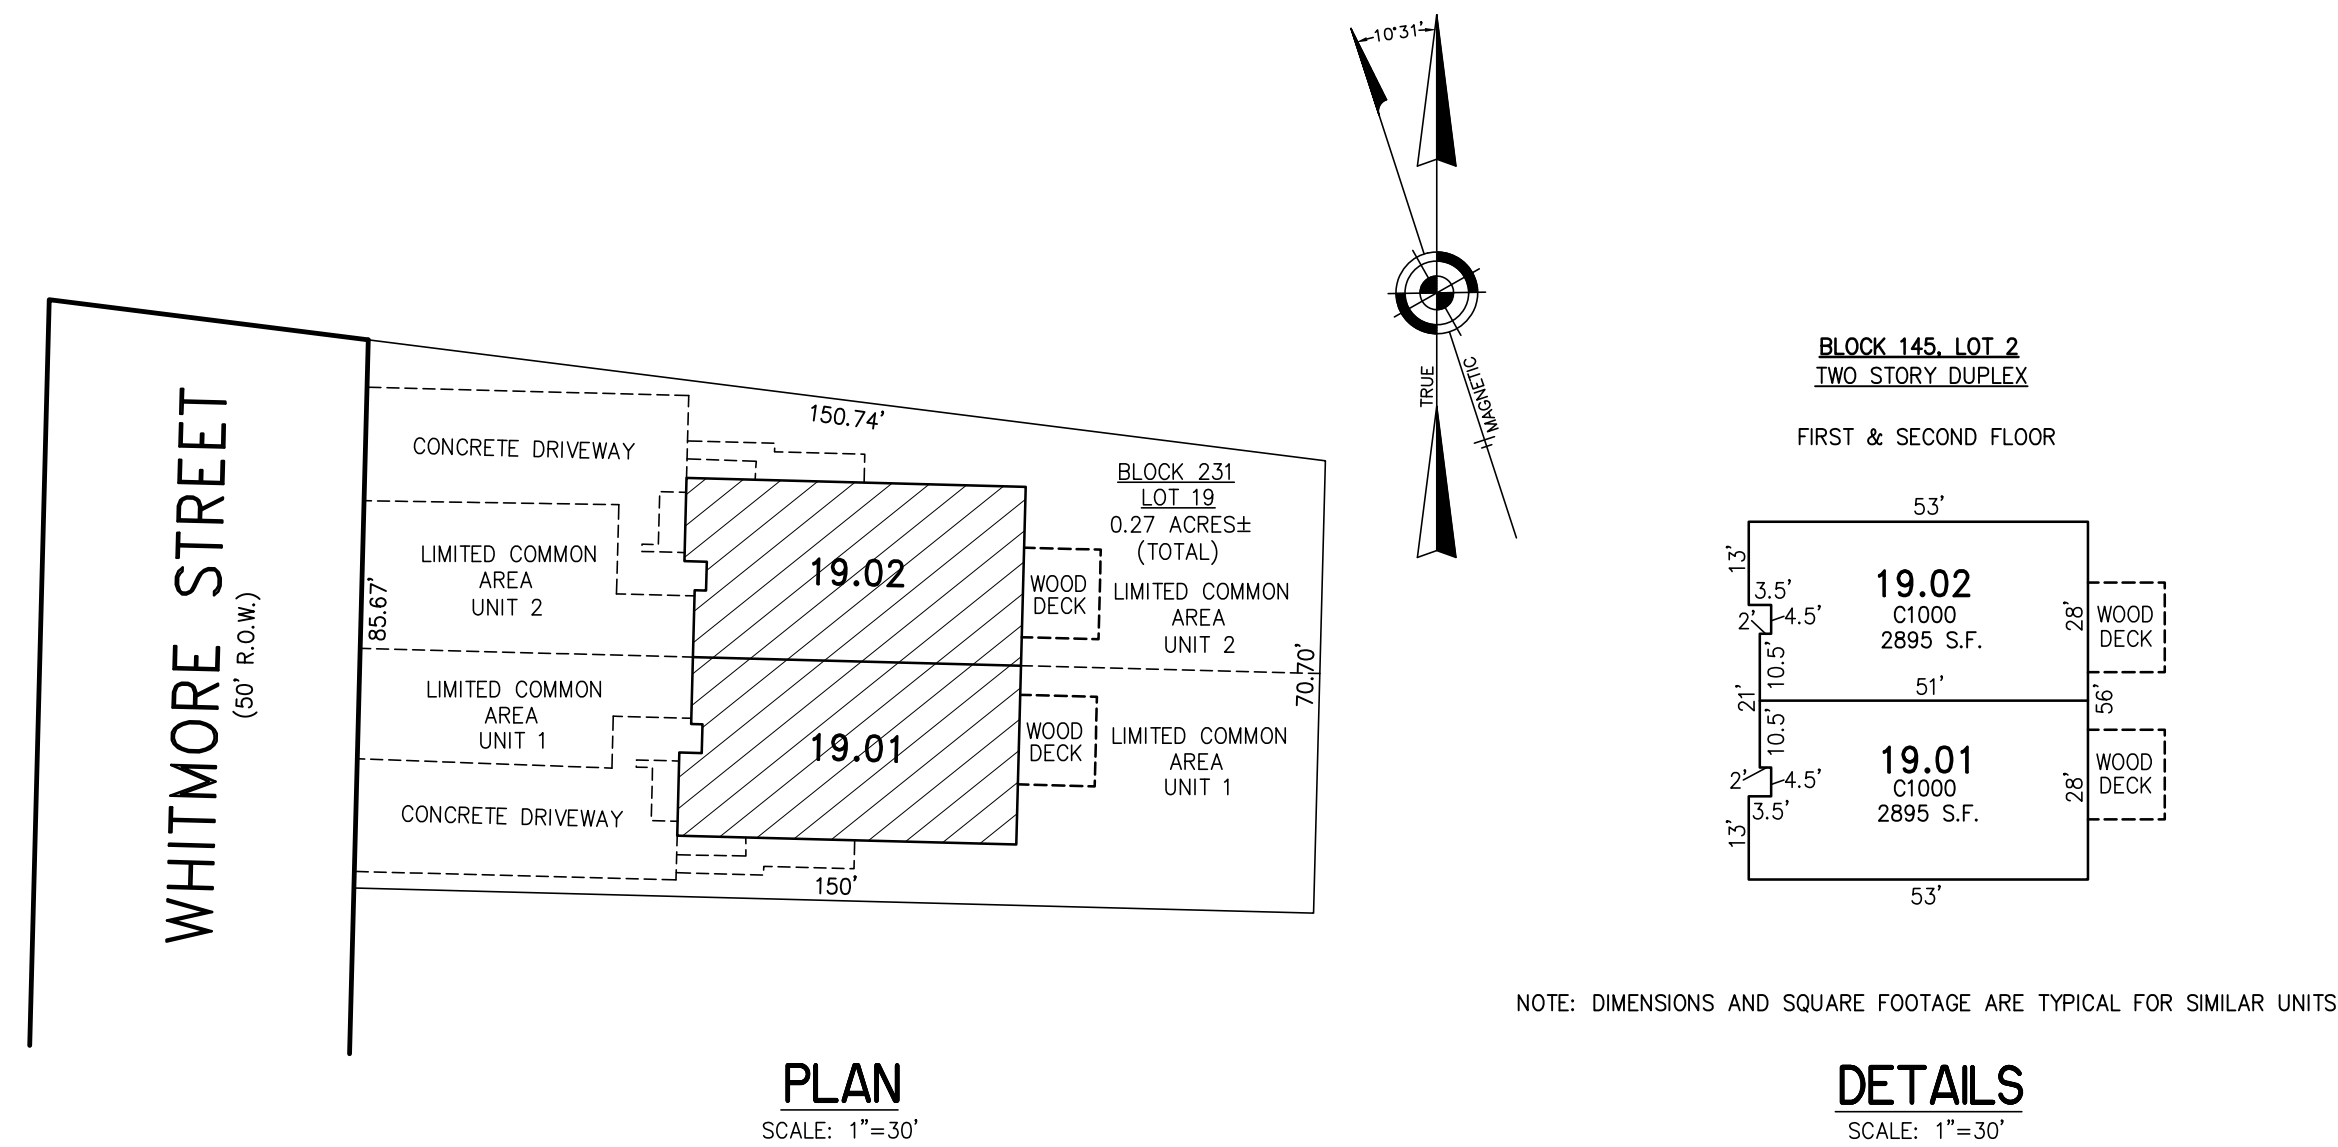 10°31'
TRUE
MAGNETIC
WHITMORE STREET
(50' R.O.W.)
150.74'
CONCRETE DRIVEWAY
BLOCK 231
LOT 19
0.27 ACRES±
(TOTAL)
85.67'
LIMITED COMMON
AREA
UNIT 2
19.02
WOOD
DECK
LIMITED COMMON
AREA
UNIT 2
70.70'
LIMITED COMMON
AREA
UNIT 1
19.01
WOOD
DECK
LIMITED COMMON
AREA
UNIT 1
CONCRETE DRIVEWAY
150'
PLAN
SCALE: 1"=30'
BLOCK 145, LOT 2
TWO STORY DUPLEX
FIRST & SECOND FLOOR
53'
13'
3.5'
2'
4.5'
10.5'
19.02
C1000
2895 S.F.
28'
WOOD
DECK
21'
51'
56'
10.5'
2'
4.5'
3.5'
13'
19.01
C1000
2895 S.F.
28'
WOOD
DECK
53'
NOTE: DIMENSIONS AND SQUARE FOOTAGE ARE TYPICAL FOR SIMILAR UNITS
DETAILS
SCALE: 1"=30'